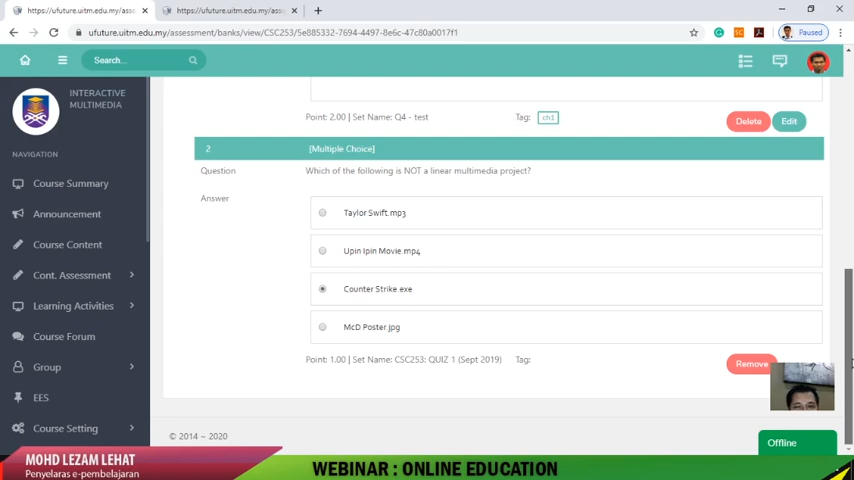 https://ufuture.uitm.edu.my/asse
https://ufuture.uitm.edu.my/asse
ufuture.uitm.edu.my/assessment/banks/view/CSC253/5e885332-7694-4497-8e6c-47c80a0017f1
Paused
Search...
INTERACTIVE
MULTIMEDIA
NAVIGATION
Course Summary
Announcement
Course Content
Cont. Assessment
Learning Activities
Course Forum
Group
EES
Course Setting
Point: 2.00 | Set Name: Q4 - test
Tag:
ch1
Delete
Edit
2
[Multiple Choice]
Question
Which of the following is NOT a linear multimedia project?
Answer
Taylor Swift.mp3
Upin Ipin Movie.mp4
Counter Strike.exe
McD Poster.jpg
Point: 1.00 | Set Name: CSC253: QUIZ 1 (Sept 2019)
Tag:
Remove
© 2014 ~ 2020
Offline
MOHD LEZAM LEHAT
Penyelaras e-pembelajaran
WEBINAR : ONLINE EDUCATION